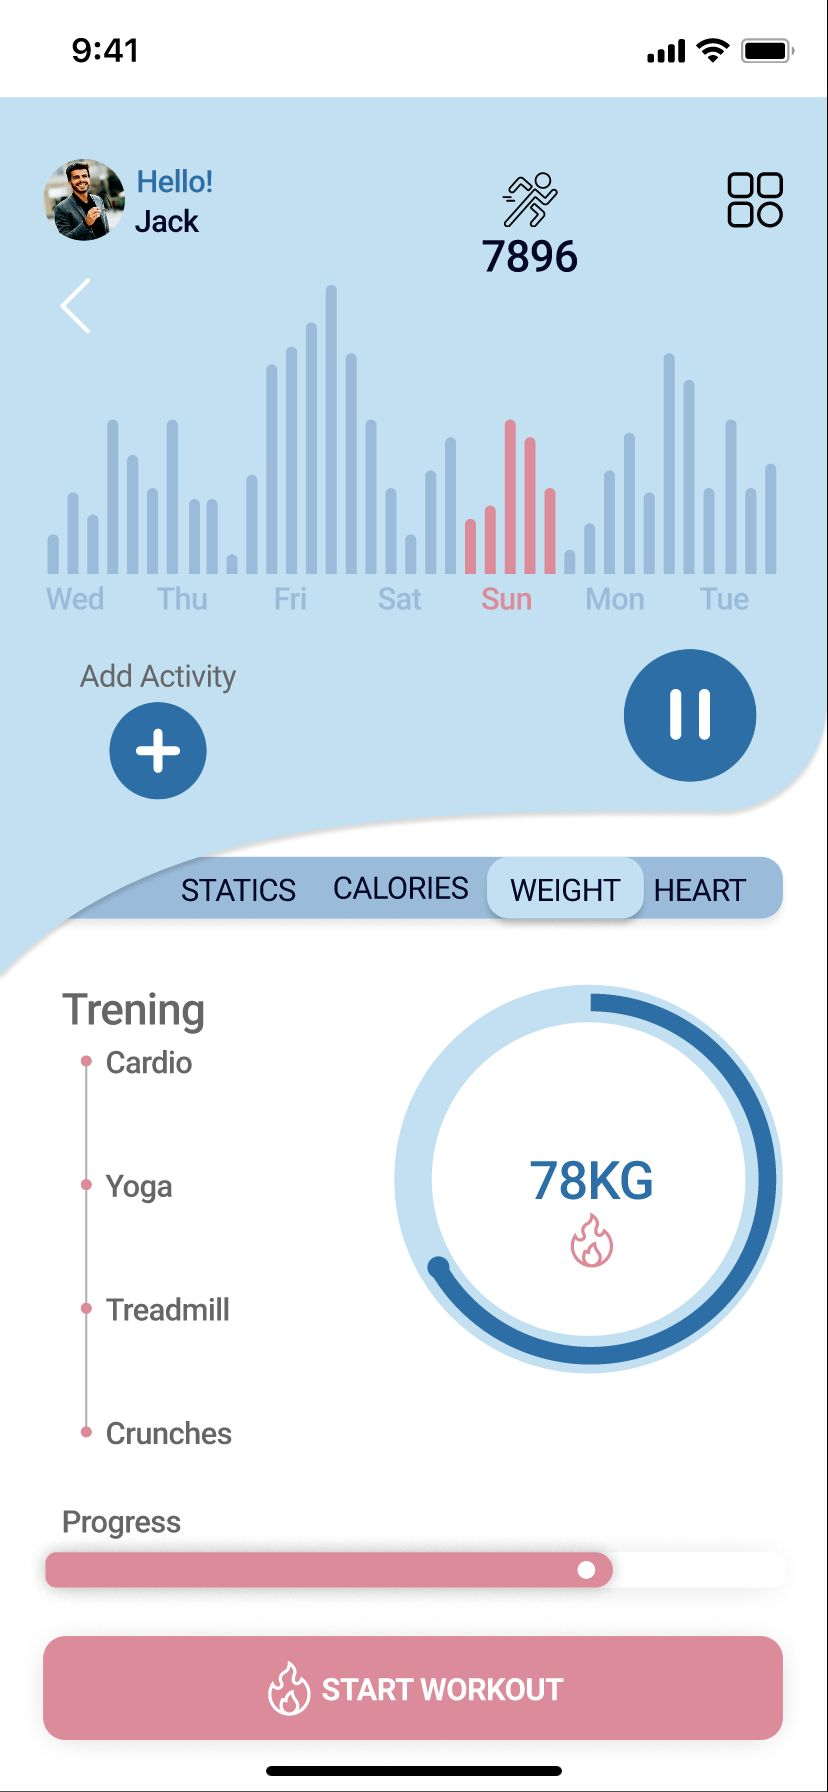 9:41
Hello!
Jack
7896
Wed Thu Fri Sat Sun Mon Tue
Add Activity
STATICS CALORIES WEIGHT HEART
Trening
Cardio
Yoga
Treadmill
Crunches
78KG
Progress
START WORKOUT